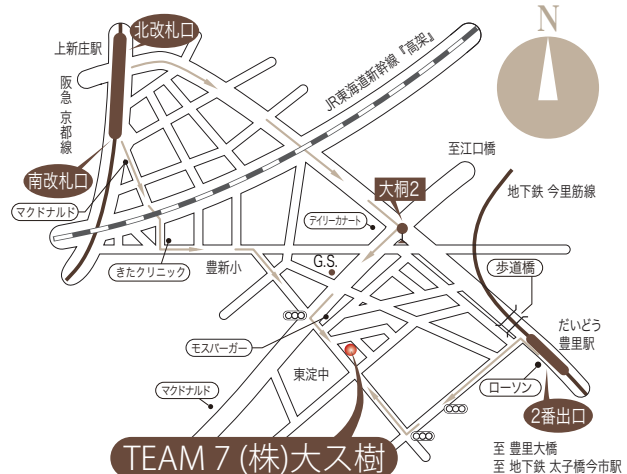 N
北改札口
上新庄駅
阪急 京都線
JR東海道新幹線『高架』
南改札口
マクドナルド
至江口橋
大桐2
地下鉄 今里筋線
デイリーカナート
きたクリニック
豊新小
G.S.
歩道橋
だいどう
豊里駅
モスバーガー
東淀中
マクドナルド
ローソン
2番出口
TEAM 7 (株)大ス樹
至 豊里大橋
至 地下鉄 太子橋今市駅